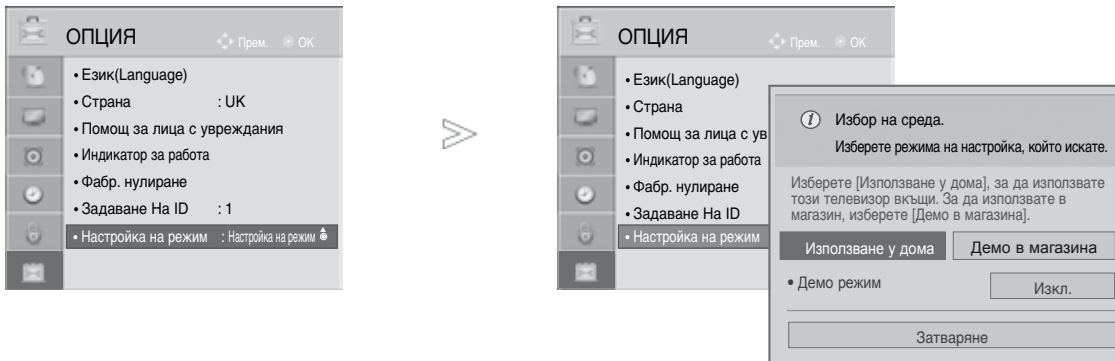 ОПЦИЯ
Прем. OK
• Език(Language)
• Страна : UK
• Помощ за лица с увреждания
• Индикатор за работа
• Фабр. нулиране
• Задаване На ID : 1
• Настройка на режим : Настройка на режим
ОПЦИЯ
Прем. OK
• Език(Language)
• Страна
• Помощ за лица с ув
• Индикатор за работа
• Фабр. нулиране
• Задаване На ID
• Настройка на режим
Избор на среда.
Изберете режима на настройка, който искате.
Изберете [Използване у дома], за да използвате
този телевизор вкъщи. За да използвате в
магазин, изберете [Демо в магазина].
Използване у дома Демо в магазина
• Демо режим Изкл.
Затваряне